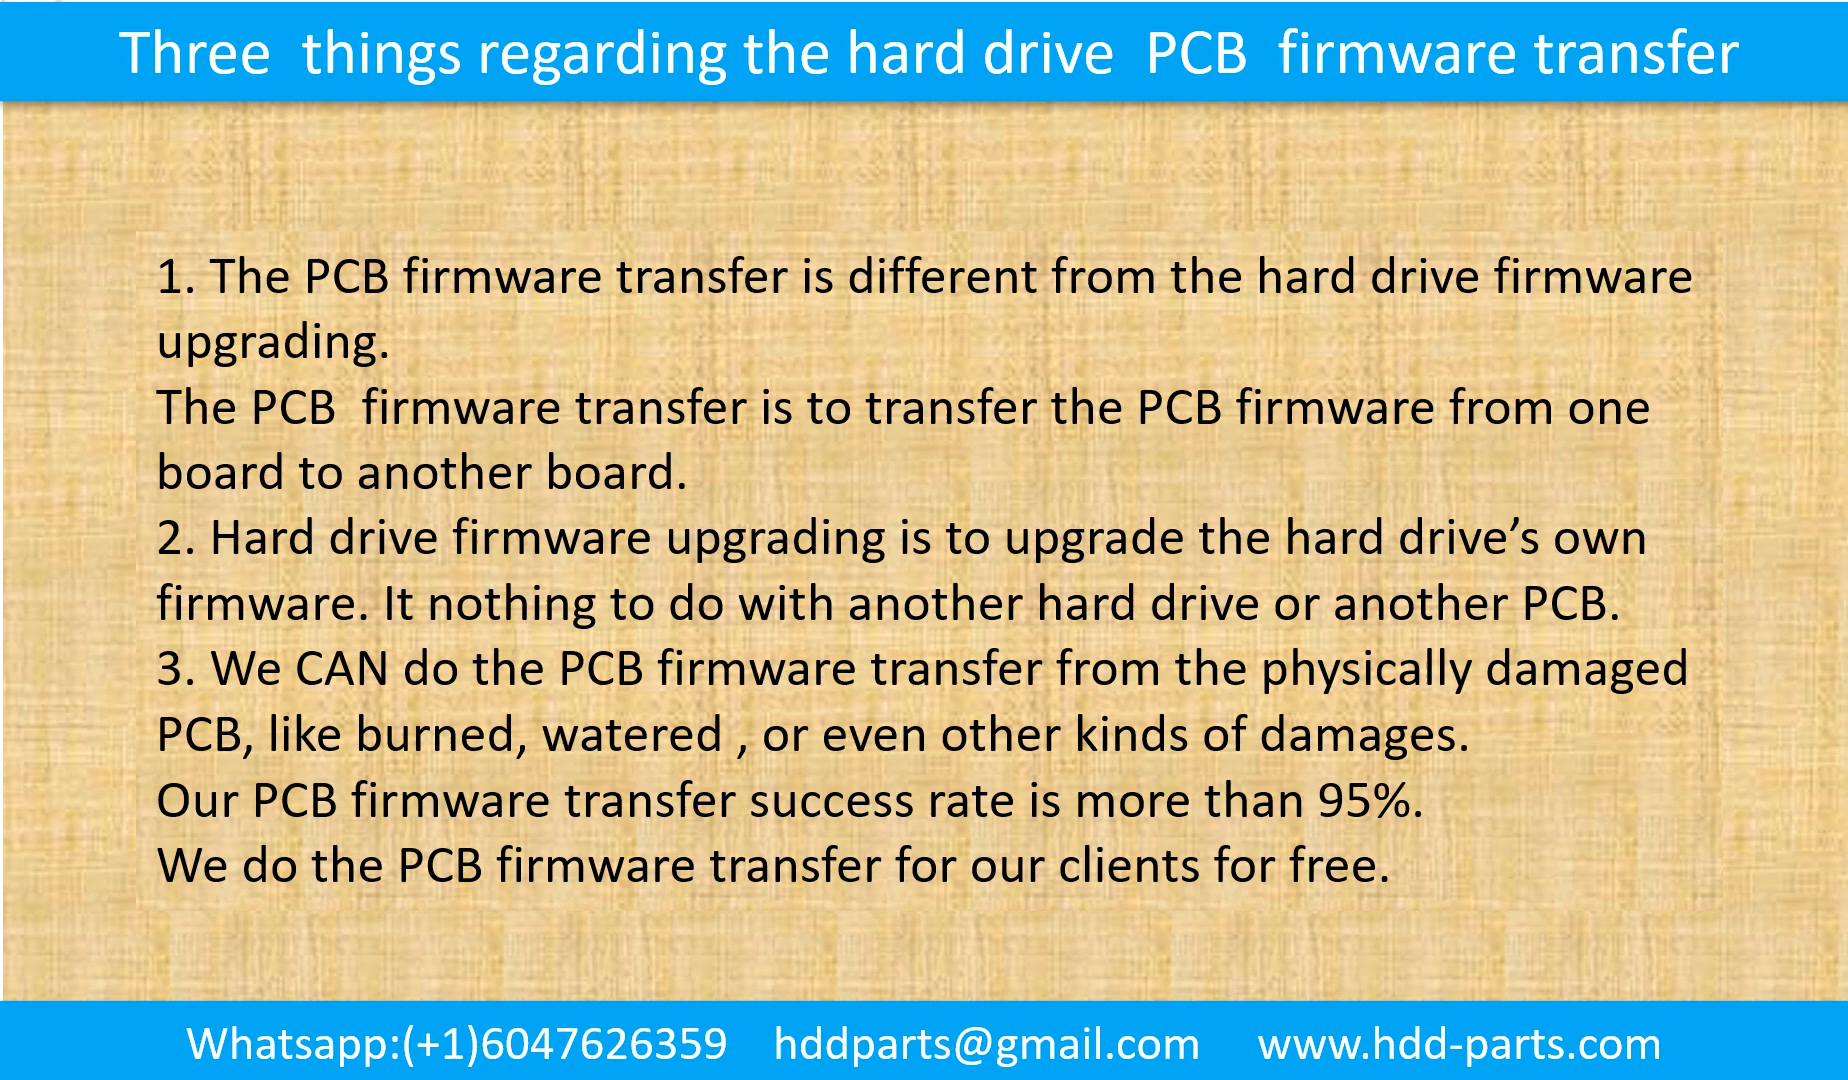 Three things regarding the hard drive PCB firmware transfer
1. The PCB firmware transfer is different from the hard drive firmware
upgrading.
The PCB firmware transfer is to transfer the PCB firmware from one
board to another board.
2. Hard drive firmware upgrading is to upgrade the hard drive’s own
firmware. It nothing to do with another hard drive or another PCB.
3. We CAN do the PCB firmware transfer from the physically damaged
PCB, like burned, watered , or even other kinds of damages.
Our PCB firmware transfer success rate is more than 95%.
We do the PCB firmware transfer for our clients for free.
Whatsapp:(+1)6047626359 hddparts@gmail.com www.hdd-parts.com